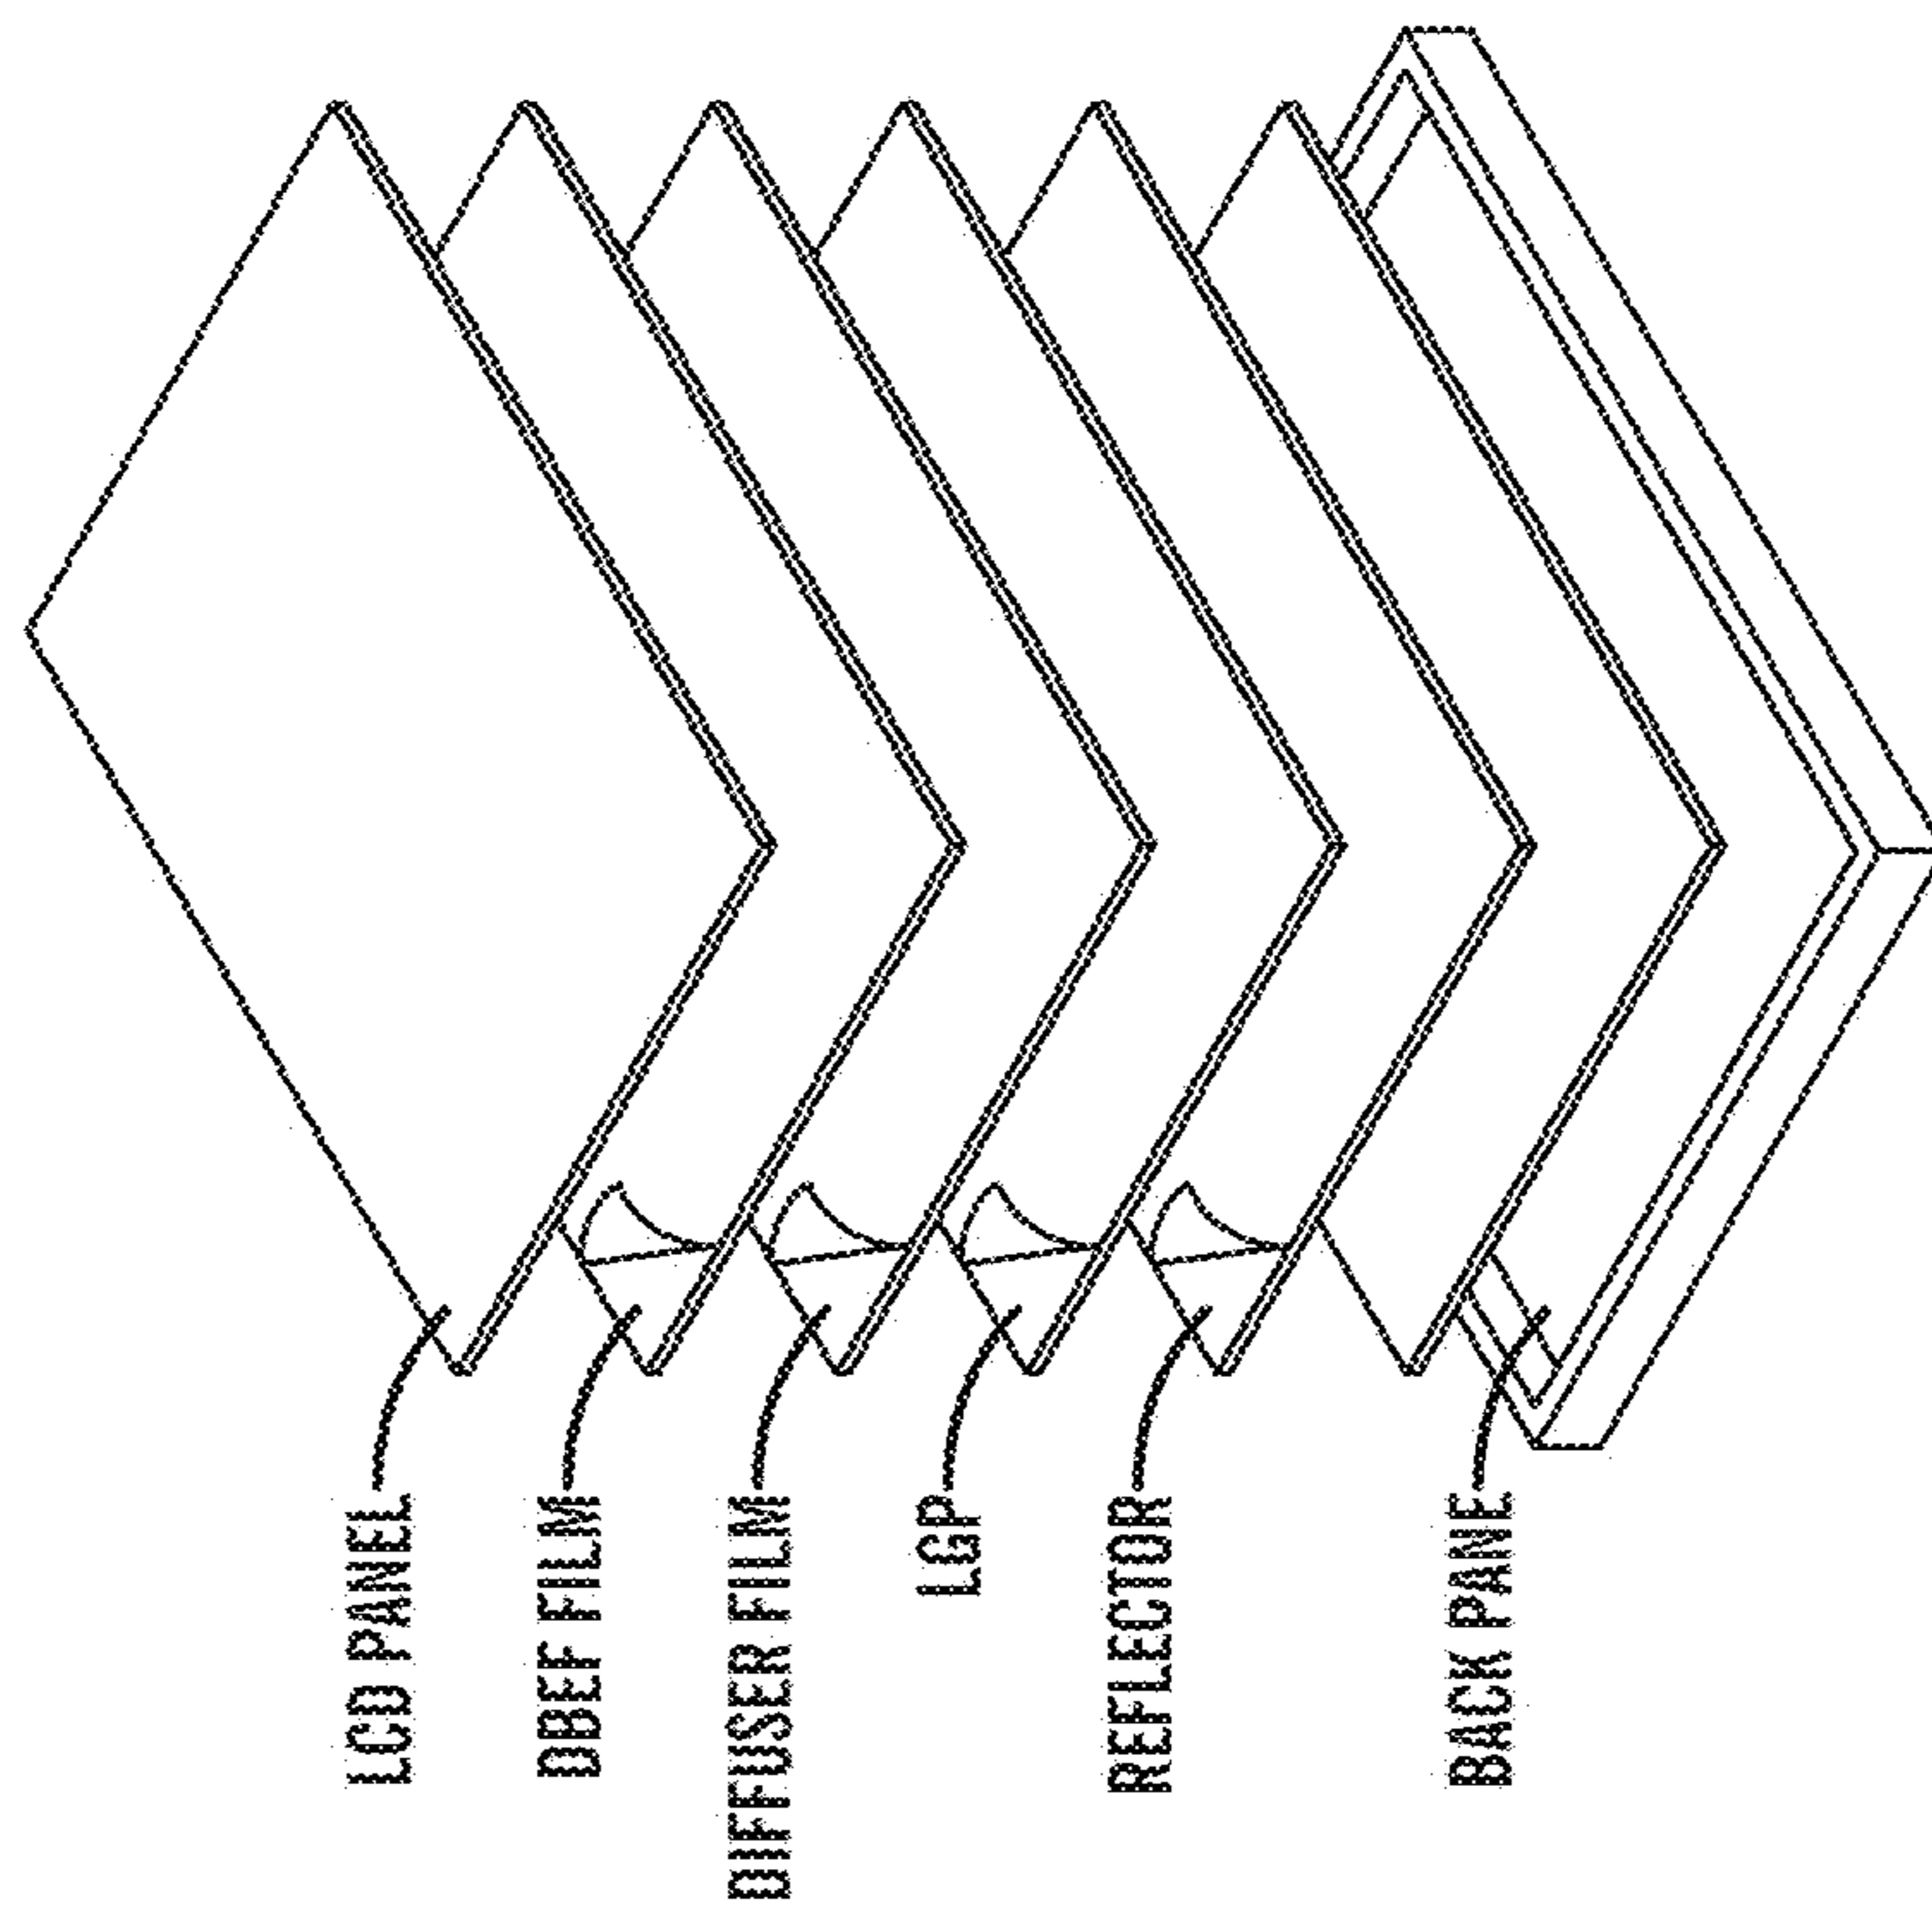 LCD PANEL
DBEF FILM
DIFFUSER FILM
LGP
REFLECTOR
BACK PANE